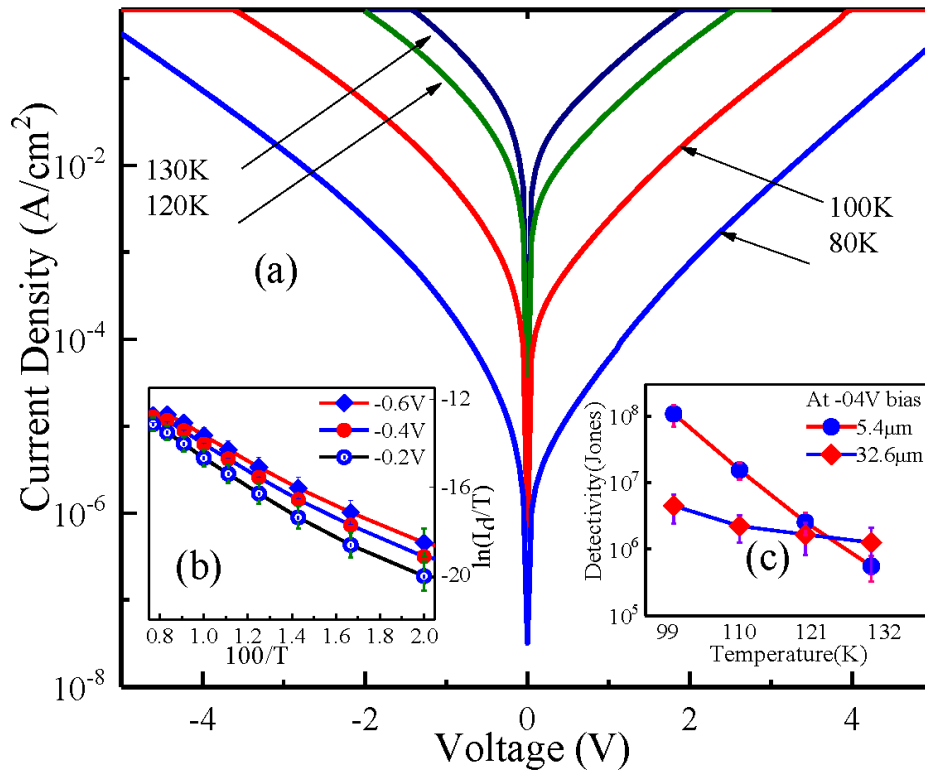 Current Density (A/cm²)
10⁻²
10⁻⁴
10⁻⁶
10⁻⁸
130K
120K
100K
80K
(a)
-0.6V
-0.4V
-0.2V
(b)
-12
-16
-20
ln(I_d/T)
0.8 1.0 1.2 1.4 1.6 1.8 2.0
100/T
At -04V bias
5.4μm
32.6μm
(c)
Detectivity(Jones)
10⁸
10⁷
10⁶
10⁵
99 110 121 132
Temperature(K)
-4 -2 0 2 4
Voltage (V)